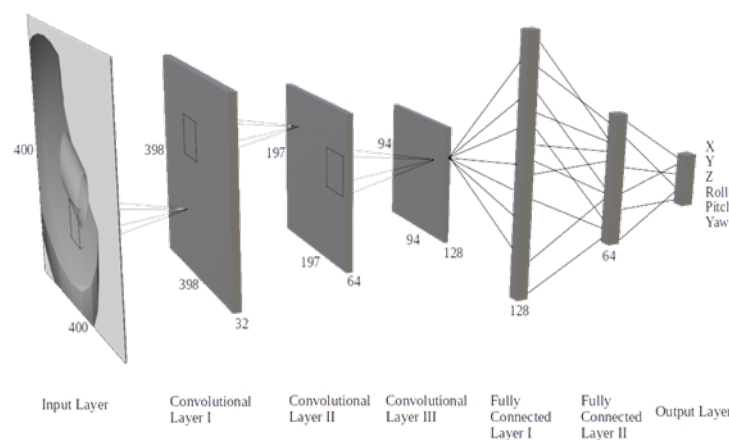 400
400
398
398
32
197
197
64
94
94
128
128
64
X
Y
Z
Roll
Pitch
Yaw
Input Layer
Convolutional
Layer I
Convolutional
Layer II
Convolutional
Layer III
Fully
Connected
Layer I
Fully
Connected
Layer II
Output Layer